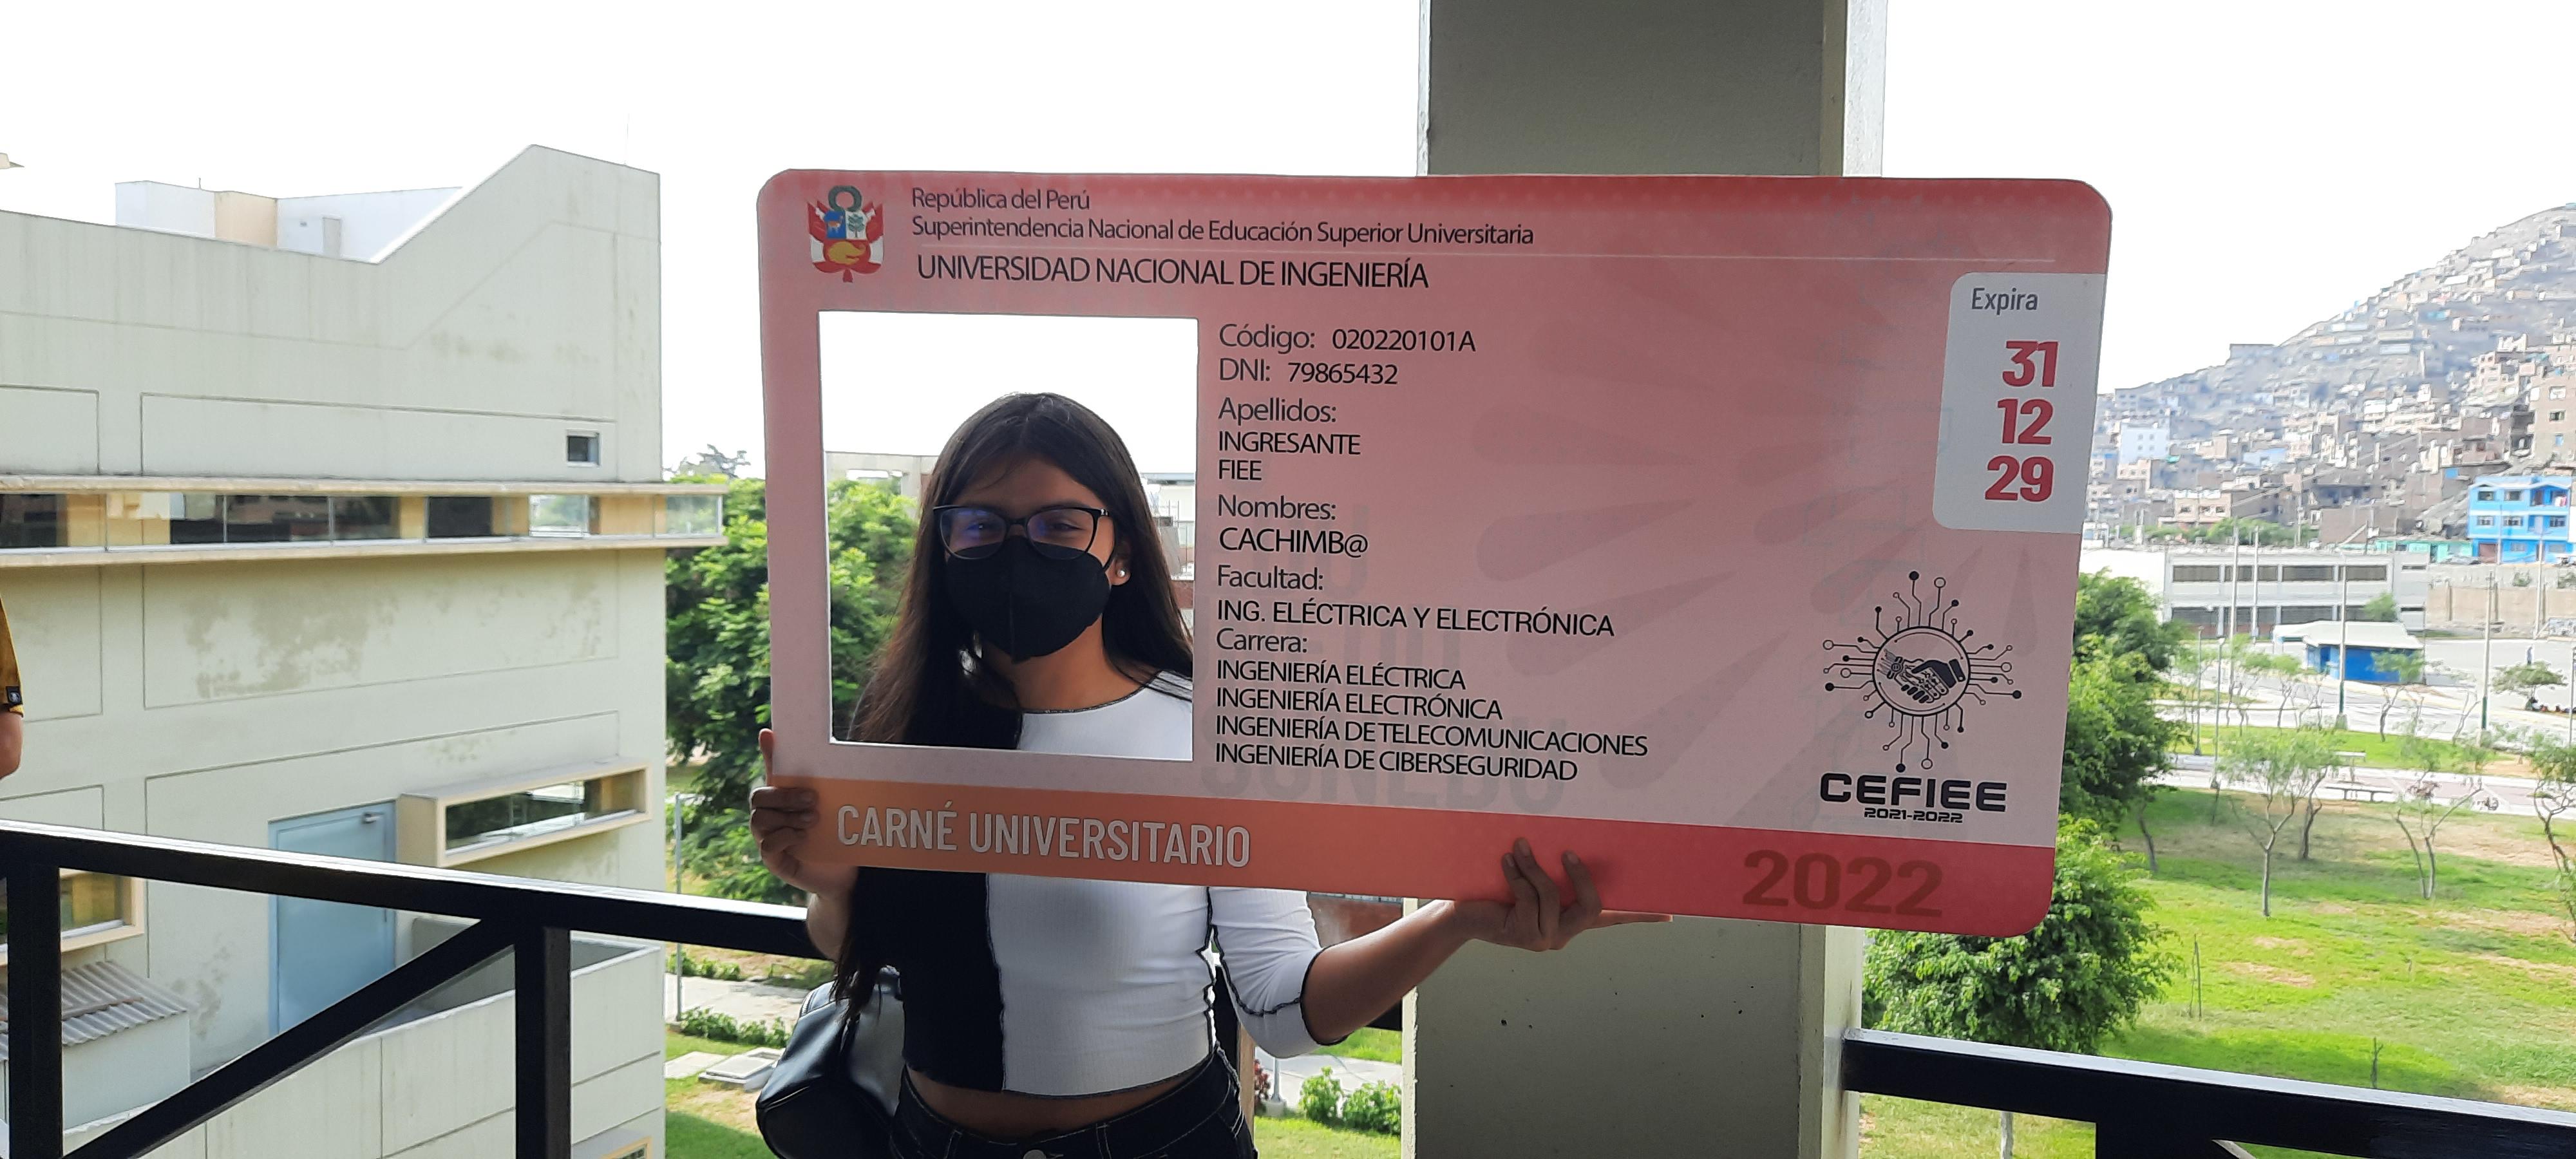 República del Perú
Superintendencia Nacional de Educación Superior Universitaria
UNIVERSIDAD NACIONAL DE INGENIERÍA
Expira
31
12
29
Código: 020220101A
DNI: 79865432
Apellidos:
INGRESANTE
FIEE
Nombres:
CACHIMB@
Facultad:
ING. ELÉCTRICA Y ELECTRÓNICA
Carrera:
INGENIERÍA ELÉCTRICA
INGENIERÍA ELECTRÓNICA
INGENIERÍA DE TELECOMUNICACIONES
INGENIERÍA DE CIBERSEGURIDAD
CEFIEE
2021-2022
CARNÉ UNIVERSITARIO
2022